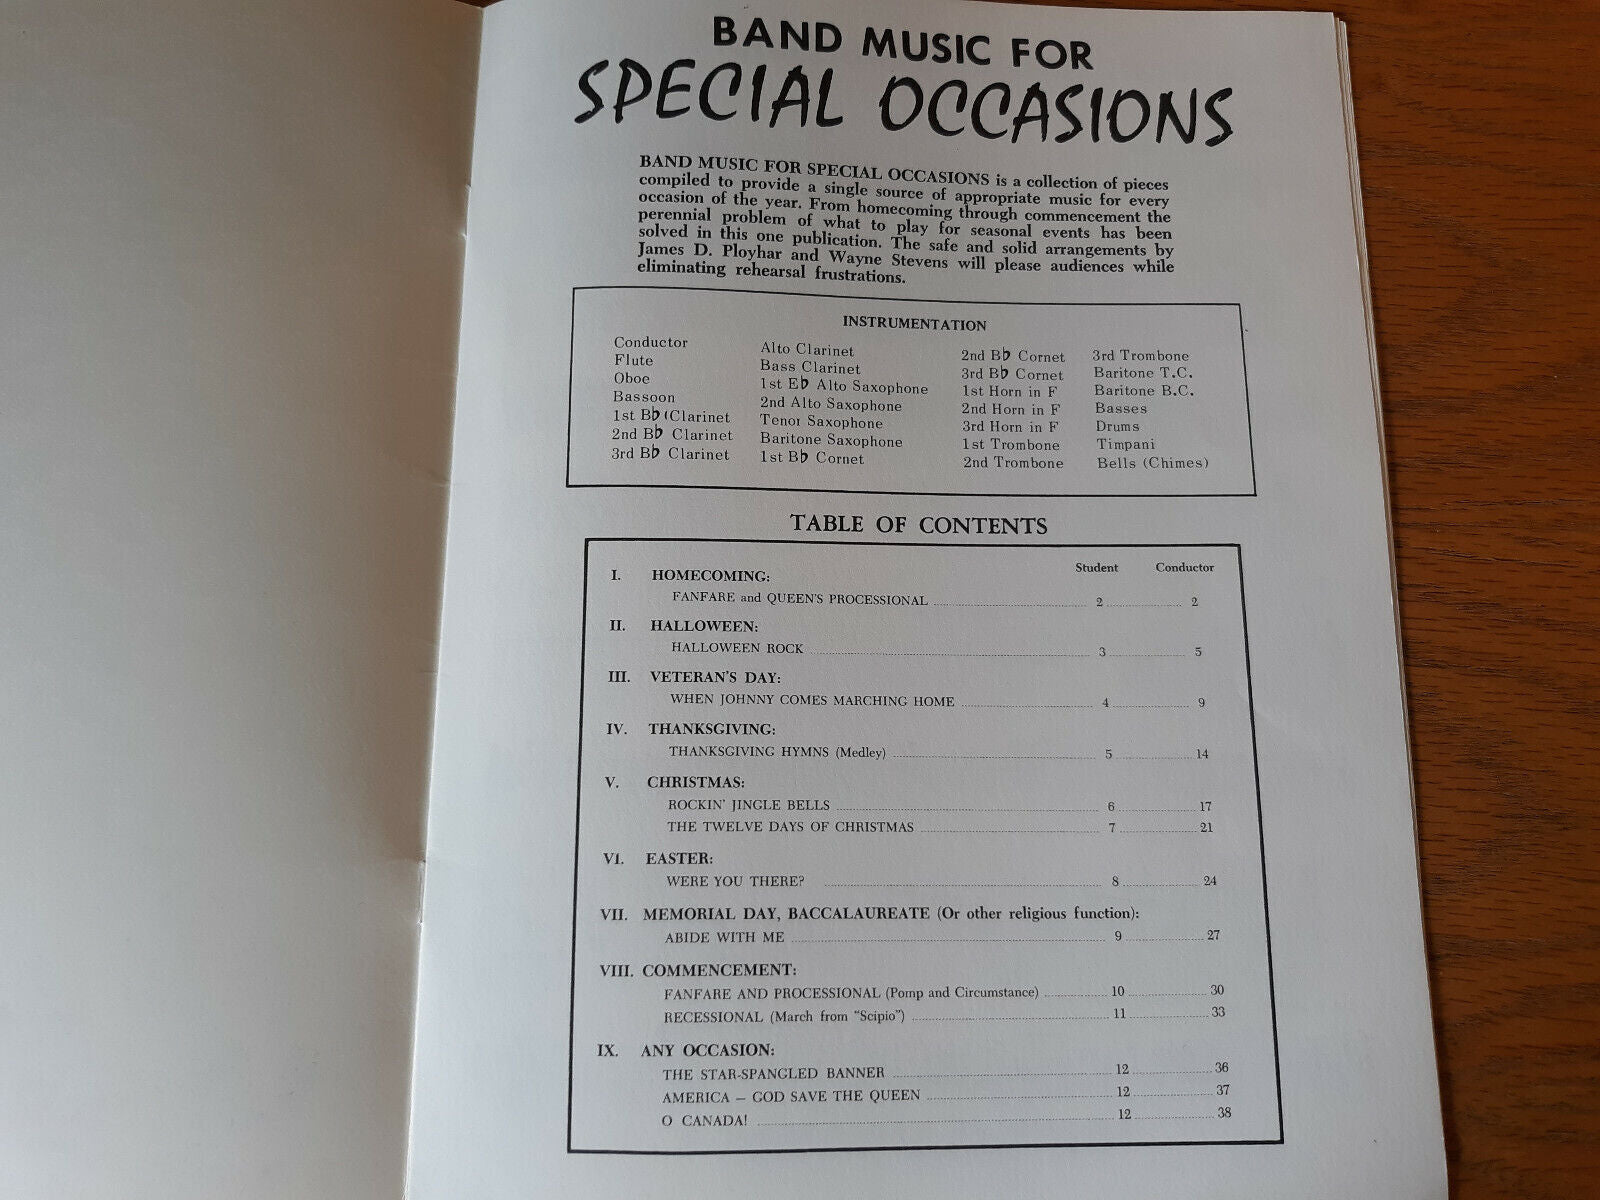 BAND MUSIC FOR
SPECIAL OCCASIONS
BAND MUSIC FOR SPECIAL OCCASIONS is a collection of pieces
compiled to provide a single source of appropriate music for every
occasion of the year. From homecoming through commencement the
perennial problem of what to play for seasonal events has been
solved in this one publication. The safe and solid arrangements by
James D. Ployhar and Wayne Stevens will please audiences while
eliminating rehearsal frustrations.
INSTRUMENTATION
Conductor
Flute
Oboe
Bassoon
1st B♭ Clarinet
2nd B♭ Clarinet
3rd B♭ Clarinet
Alto Clarinet
Bass Clarinet
1st E♭ Alto Saxophone
2nd Alto Saxophone
Tenor Saxophone
Baritone Saxophone
1st B♭ Cornet
2nd B♭ Cornet
3rd B♭ Cornet
1st Horn in F
2nd Horn in F
3rd Horn in F
1st Trombone
2nd Trombone
3rd Trombone
Baritone T.C.
Baritone B.C.
Basses
Drums
Timpani
Bells (Chimes)
TABLE OF CONTENTS
Student Conductor
I. HOMECOMING:
FANFARE and QUEEN'S PROCESSIONAL 2 2
II. HALLOWEEN:
HALLOWEEN ROCK 3 5
III. VETERAN'S DAY:
WHEN JOHNNY COMES MARCHING HOME 4 9
IV. THANKSGIVING:
THANKSGIVING HYMNS (Medley) 5 14
V. CHRISTMAS:
ROCKIN' JINGLE BELLS 6 17
THE TWELVE DAYS OF CHRISTMAS 7 21
VI. EASTER:
WERE YOU THERE? 8 24
VII. MEMORIAL DAY, BACCALAUREATE (Or other religious function):
ABIDE WITH ME 9 27
VIII. COMMENCEMENT:
FANFARE AND PROCESSIONAL (Pomp and Circumstance) 10 30
RECESSIONAL (March from "Scipio") 11 33
IX. ANY OCCASION:
THE STAR-SPANGLED BANNER 12 36
AMERICA – GOD SAVE THE QUEEN 12 37
O CANADA! 12 38